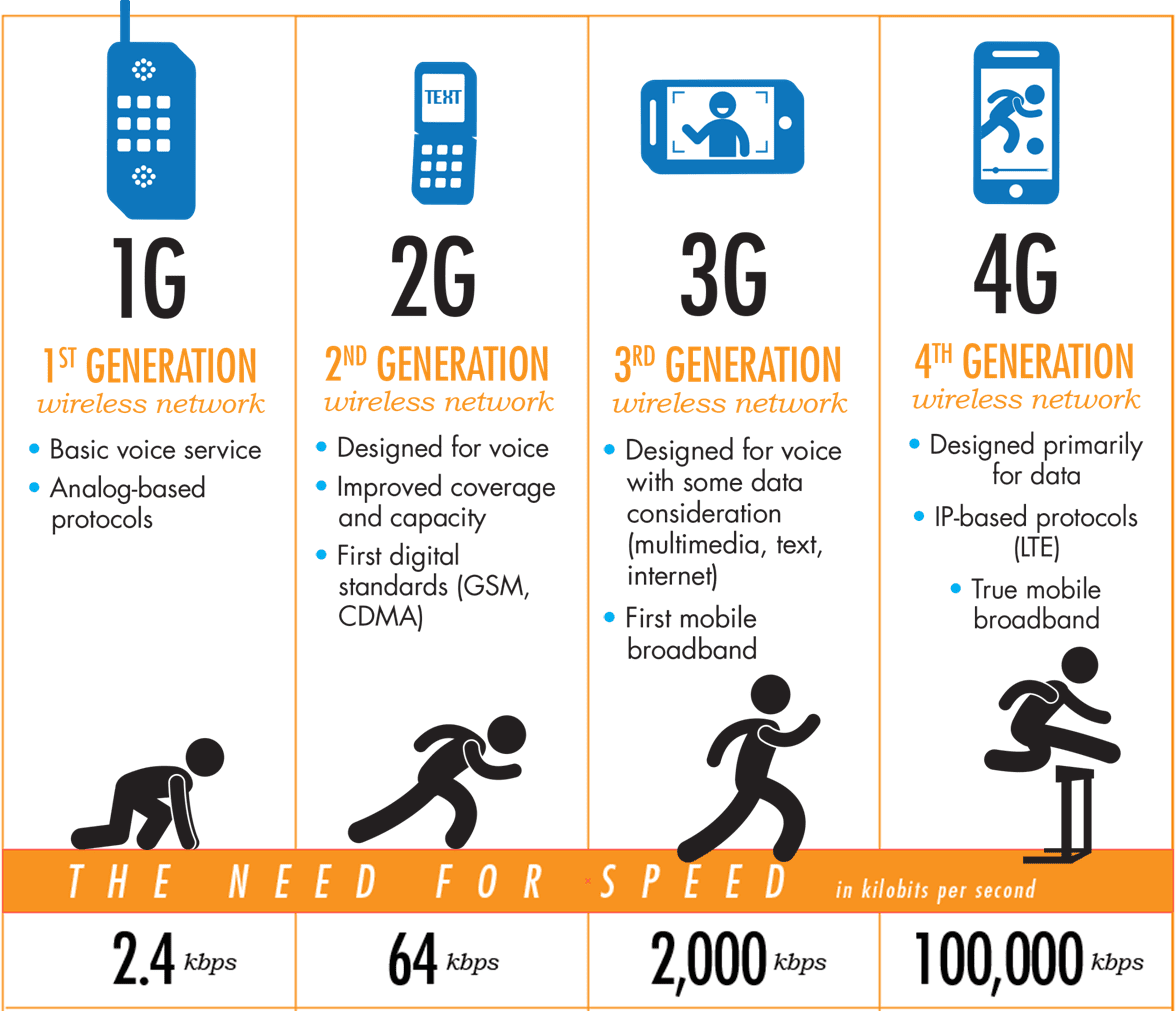 TEXT
1G
1ST GENERATION
wireless network
• Basic voice service
• Analog-based
protocols
2G
2ND GENERATION
wireless network
• Designed for voice
• Improved coverage
and capacity
• First digital
standards (GSM,
CDMA)
3G
3RD GENERATION
wireless network
• Designed for voice
with some data
consideration
(multimedia, text,
internet)
• First mobile
broadband
4G
4TH GENERATION
wireless network
• Designed primarily
for data
• IP-based protocols
(LTE)
• True mobile
broadband
THE NEED FOR SPEED in kilobits per second
2.4 kbps
64 kbps
2,000 kbps
100,000 kbps